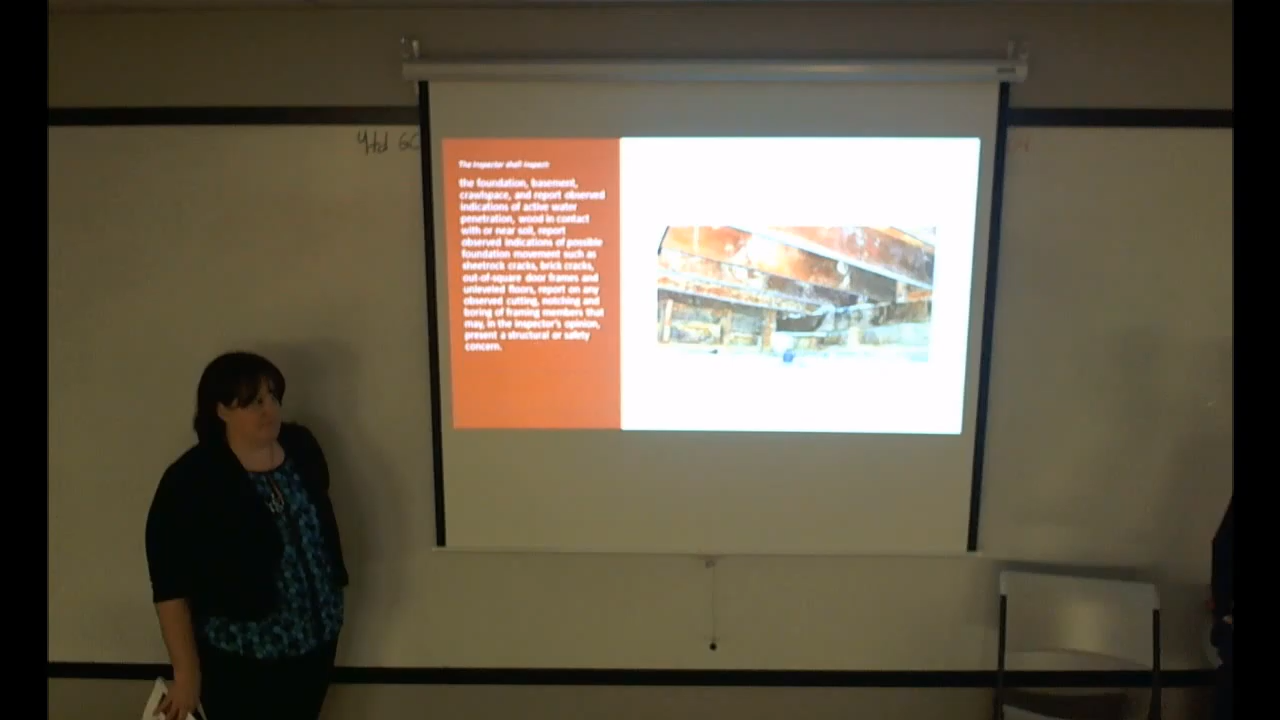 Ytd GC
The inspector shall inspect:
the foundation, basement,
crawlspace, and report observed
indications of active water
penetration, wood in contact
with or near soil, report
observed indications of possible
foundation movement such as
sheetrock cracks, brick cracks,
out-of-square door frames and
unleveled floors, report on any
observed cutting, notching and
boring of framing members that
may, in the inspector's opinion,
present a structural or safety
concern.